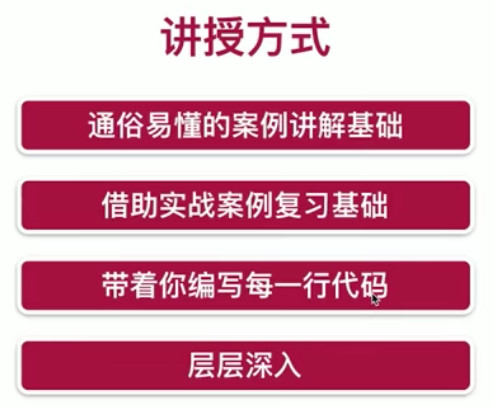 讲授方式
通俗易懂的案例讲解基础
借助实战案例复习基础
带着你编写每一行代码
层层深入